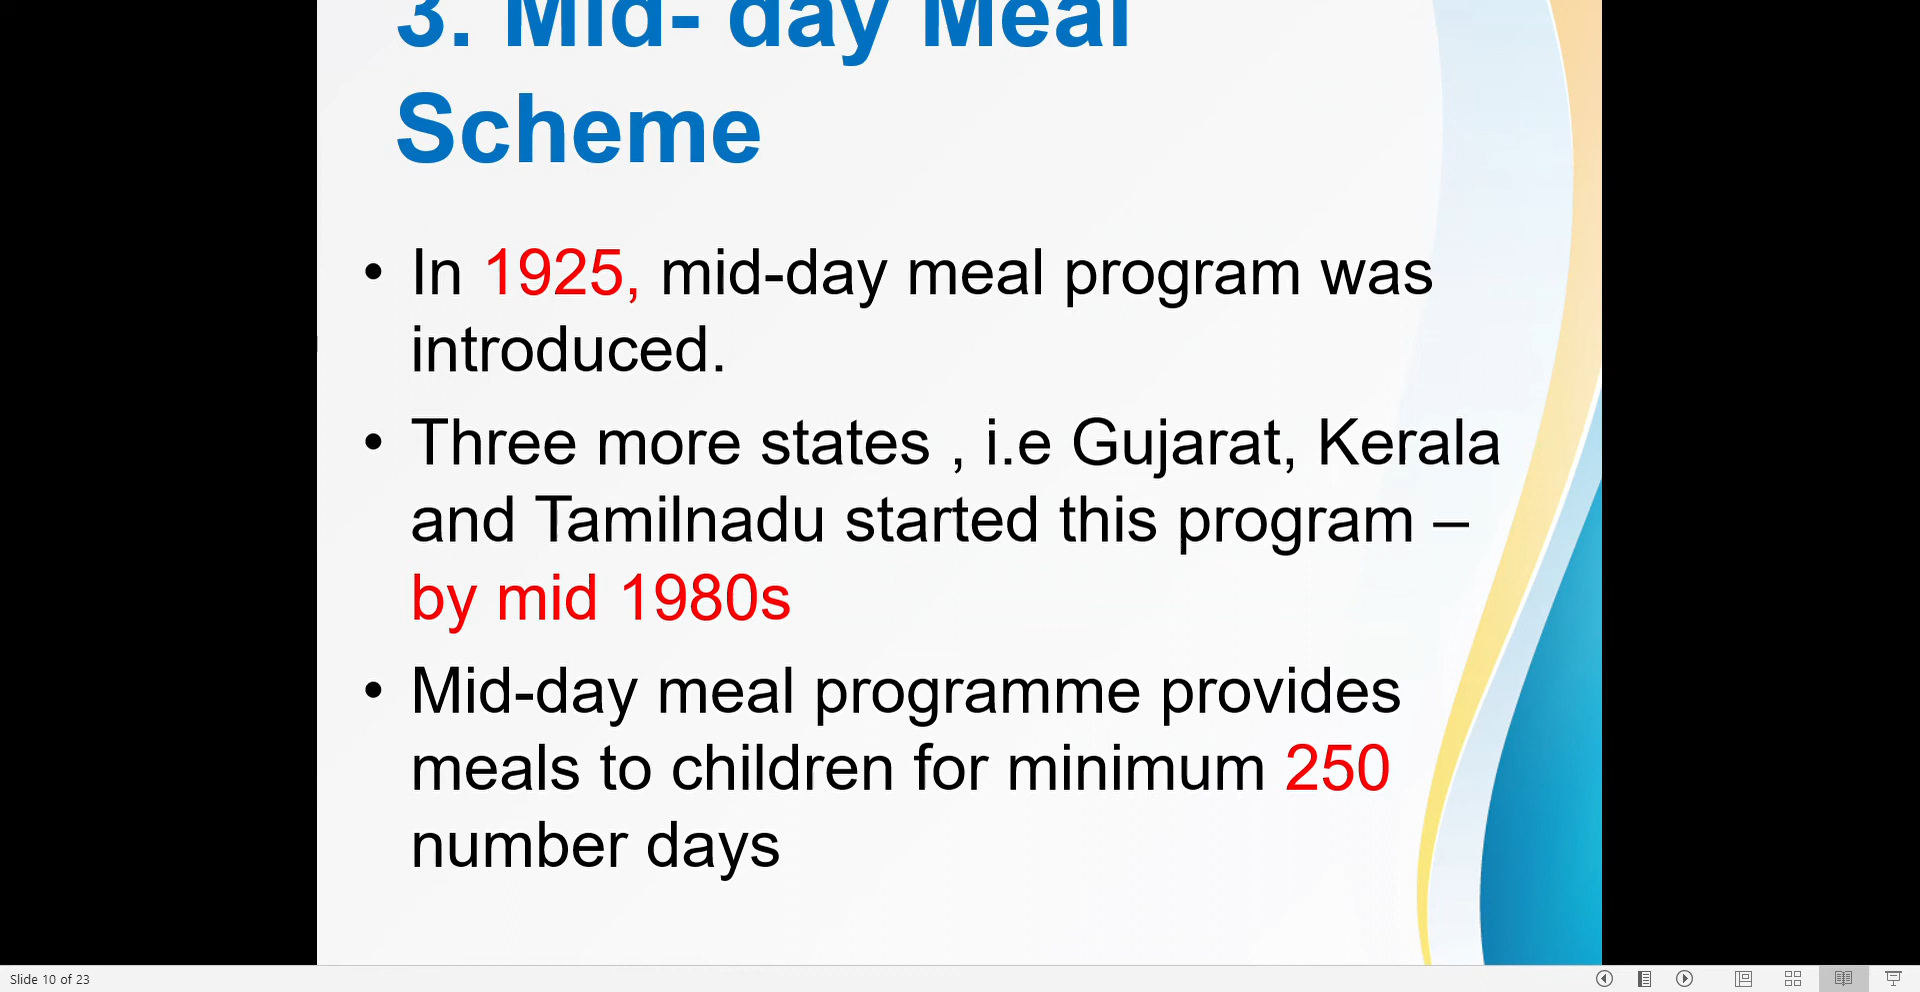 3. Mid- day Meal
Scheme
• In 1925, mid-day meal program was
introduced.
• Three more states , i.e Gujarat, Kerala
and Tamilnadu started this program –
by mid 1980s
• Mid-day meal programme provides
meals to children for minimum 250
number days
Slide 10 of 23